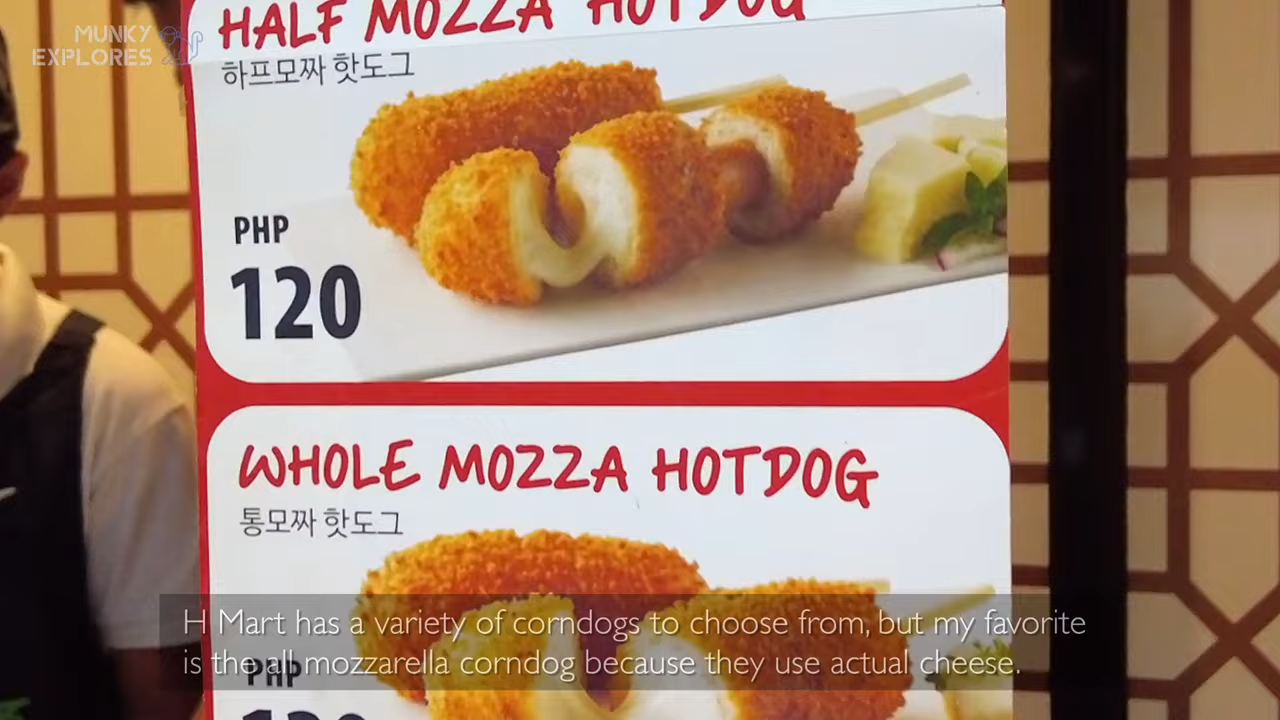 MUNKY
EXPLORES
HALF MOZZA HOTDOG
하프모짜 핫도그
PHP
120
WHOLE MOZZA HOTDOG
통모짜 핫도그
H Mart has a variety of corndogs to choose from, but my favorite
is the all mozzarella corndog because they use actual cheese.
PHP